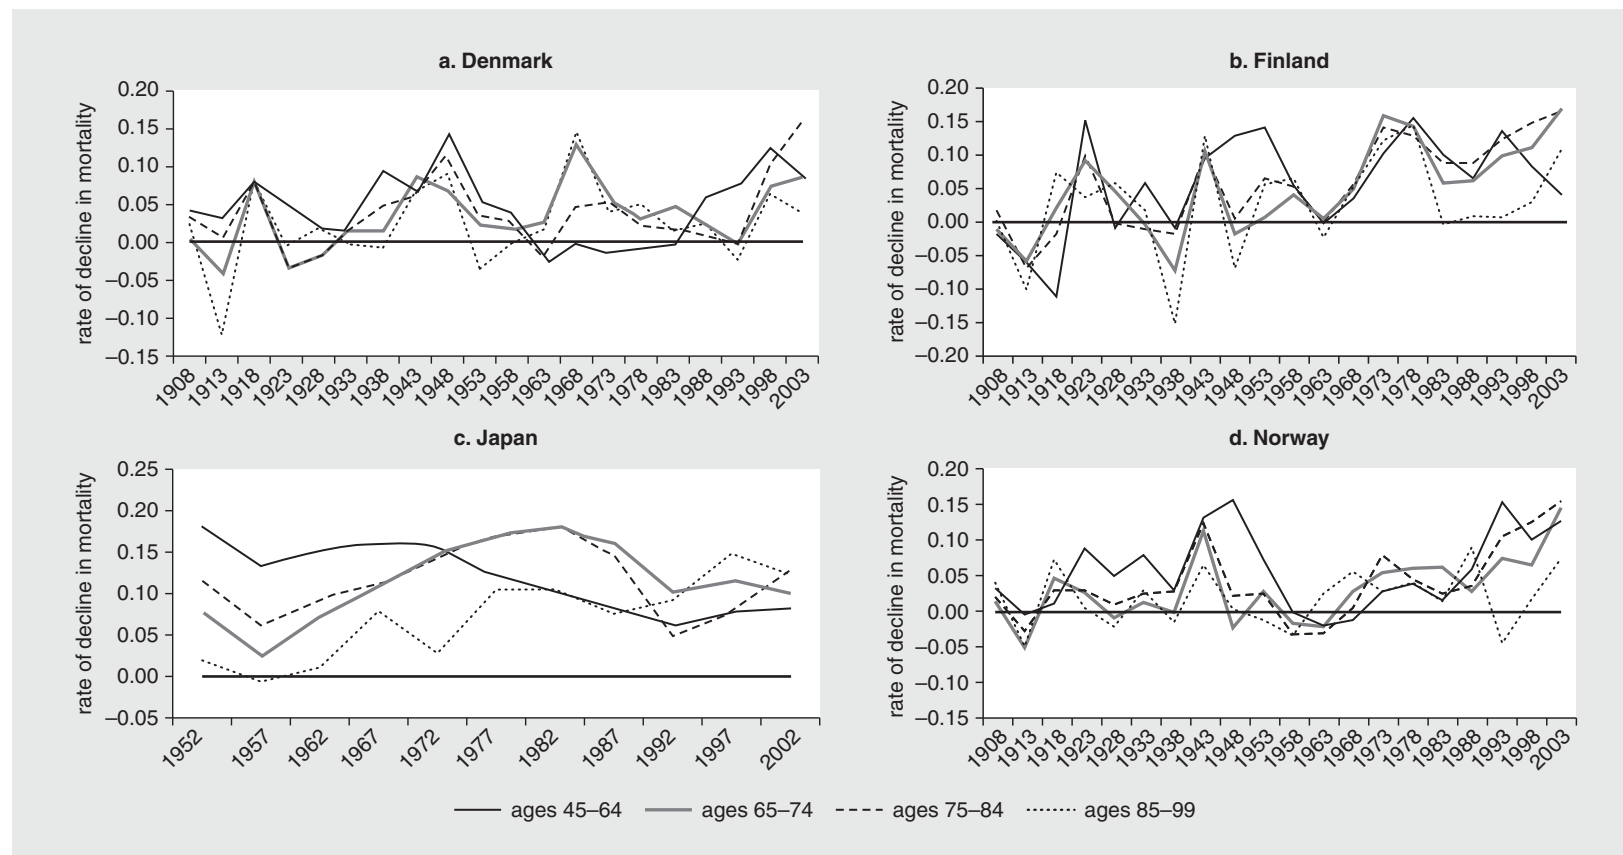 a. Denmark
rate of decline in mortality
0.20
0.15
0.10
0.05
0.00
–0.05
–0.10
–0.15
1908 1913 1918 1923 1928 1933 1938 1943 1948 1953 1958 1963 1968 1973 1978 1983 1988 1993 1998 2003
b. Finland
rate of decline in mortality
0.20
0.15
0.10
0.05
0.00
–0.05
–0.10
–0.15
–0.20
1908 1913 1918 1923 1928 1933 1938 1943 1948 1953 1958 1963 1968 1973 1978 1983 1988 1993 1998 2003
c. Japan
rate of decline in mortality
0.25
0.20
0.15
0.10
0.05
0.00
–0.05
1952 1957 1962 1967 1972 1977 1982 1987 1992 1997 2002
d. Norway
rate of decline in mortality
0.20
0.15
0.10
0.05
0.00
–0.05
–0.10
–0.15
1908 1913 1918 1923 1928 1933 1938 1943 1948 1953 1958 1963 1968 1973 1978 1983 1988 1993 1998 2003
ages 45–64 ages 65–74 ages 75–84 ages 85–99